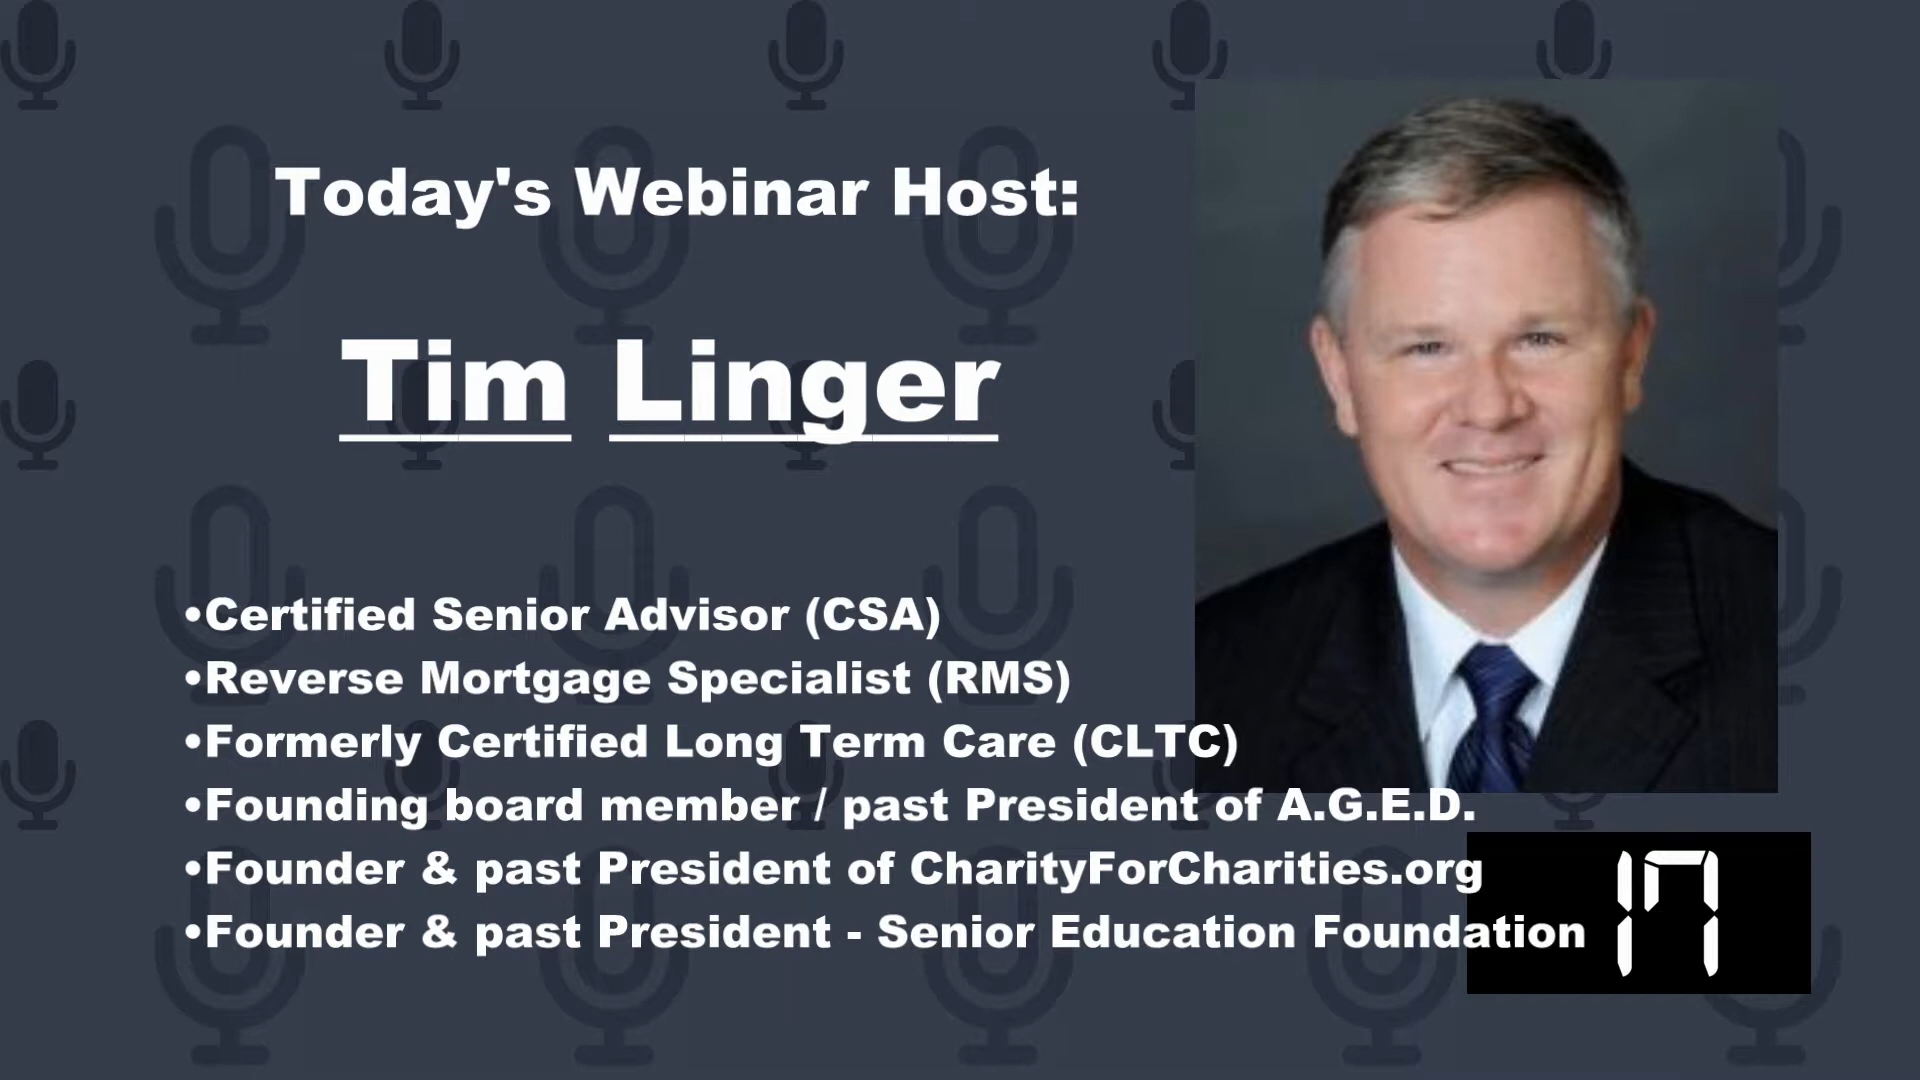 Today's Webinar Host:
Tim Linger
•Certified Senior Advisor (CSA)
•Reverse Mortgage Specialist (RMS)
•Formerly Certified Long Term Care (CLTC)
•Founding board member / past President of A.G.E.D.
•Founder & past President of CharityForCharities.org
•Founder & past President - Senior Education Foundation
17